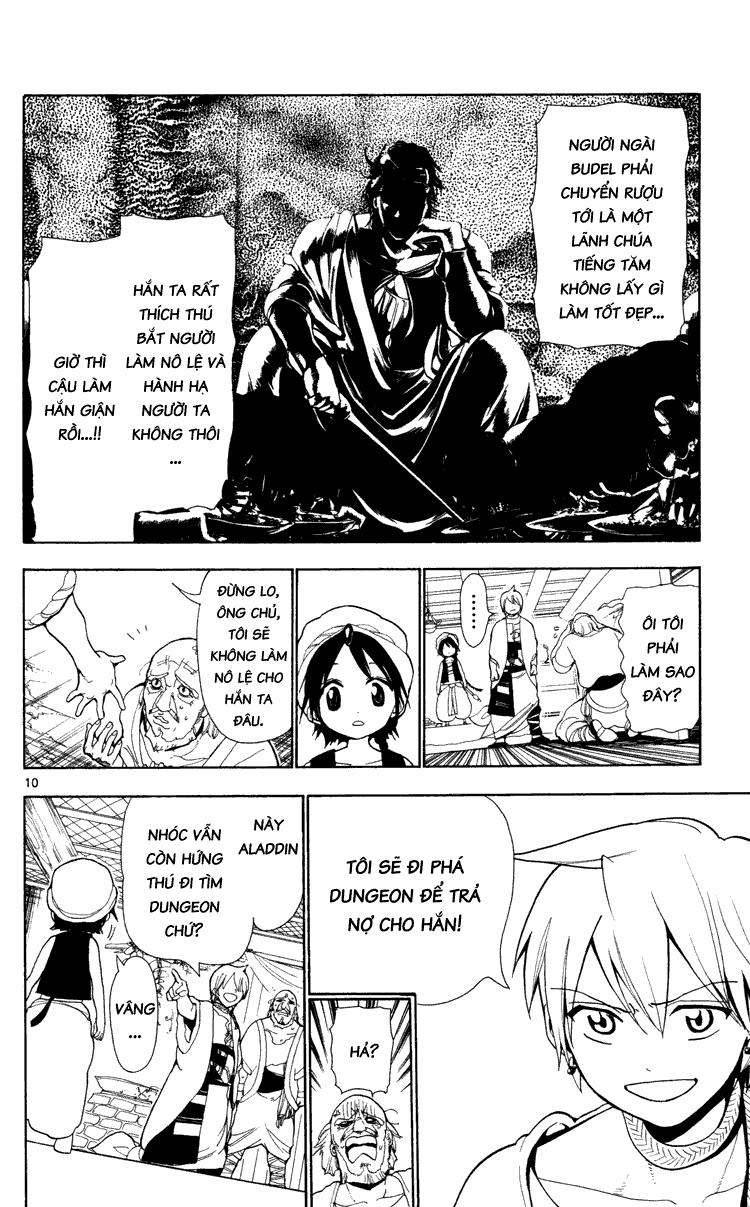 NGƯỜI NGÀI
BUDEL PHẢI
CHUYỂN RƯỢU
TỚI LÀ MỘT
LÃNH CHÚA
TIẾNG TĂM
KHÔNG LẤY GÌ
LÀM TỐT ĐẸP...
HẮN TA RẤT
THÍCH THÚ
BẮT NGƯỜI
LÀM NÔ LỆ VÀ
HÀNH HẠ
NGƯỜI TA
KHÔNG THÔI
...
GIỜ THÌ
CẬU LÀM
HẮN GIẬN
RỒI...!!
ÔI TÔI
PHẢI
LÀM SAO
ĐÂY?
......
ĐỪNG LO,
ÔNG CHỦ,
TÔI SẼ
KHÔNG LÀM
NÔ LỆ CHO
HẮN TA
ĐÂU.
10
TÔI SẼ ĐI PHÁ
DUNGEON ĐỂ TRẢ
NỢ CHO HẮN!
HẢ?
NÀY
ALADDIN
NHÓC VẪN
CÒN HỨNG
THÚ ĐI TÌM
DUNGEON
CHỨ?
VÂNG
...